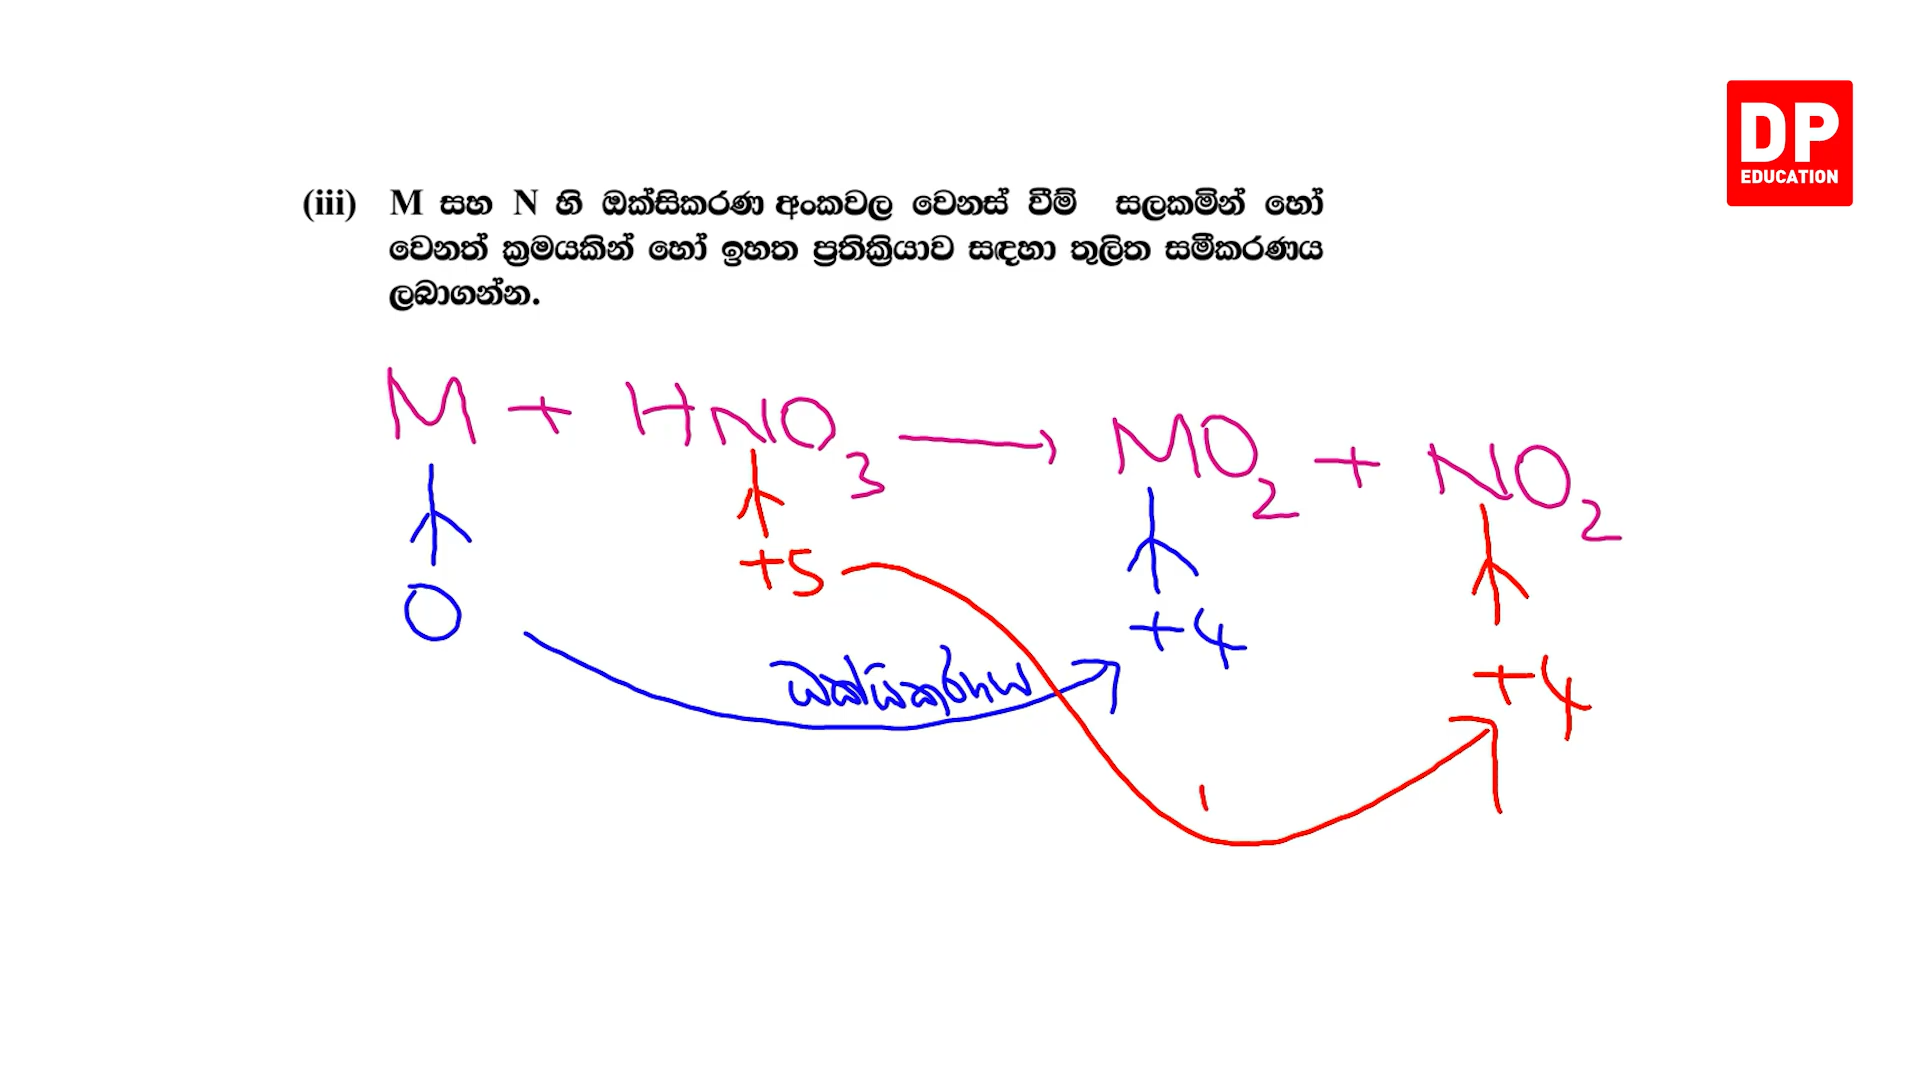 DP
EDUCATION
(iii) M සහ N හි ඔක්සිකරණ අංකවල වෙනස් වීම් සලකමින් හෝ
වෙනත් ක්‍රමයකින් හෝ ඉහත ප්‍රතික්‍රියාව සඳහා තුලිත සමීකරණය
ලබාගන්න.
M + HNO₃ → MO₂ + NO₂
0 +5 +4 +4
ඔක්සිකරණය